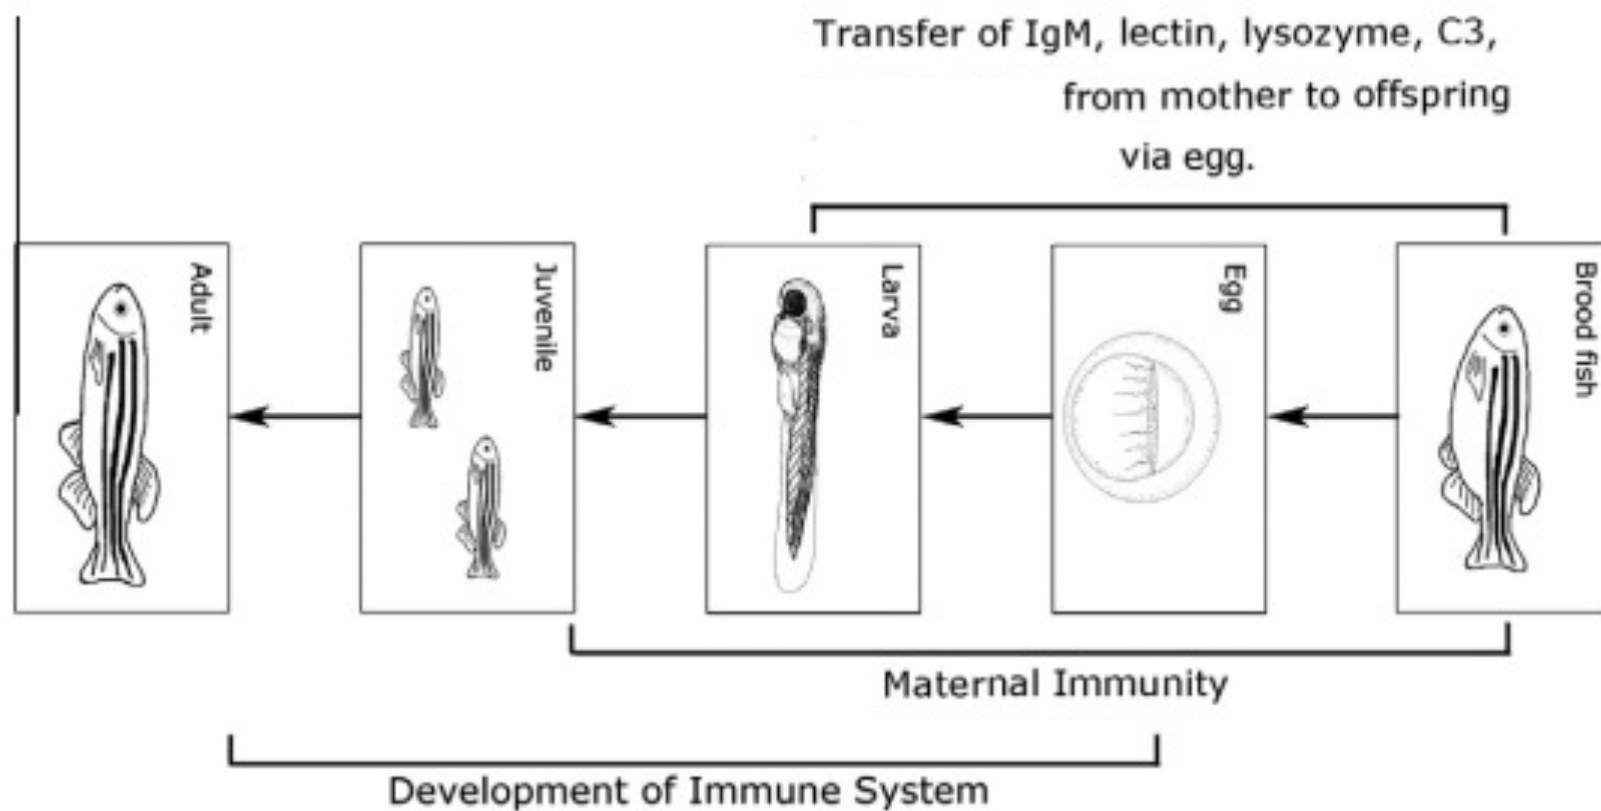 Transfer of IgM, lectin, lysozyme, C3,
from mother to offspring
via egg.
Adult
Juvenile
Larva
Egg
Brood fish
Maternal Immunity
Development of Immune System